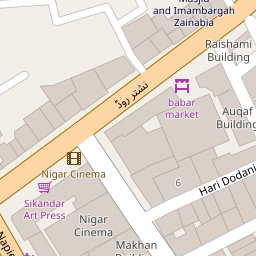 Masjid
and Imambargah
Zainabia
Raishami
Building
نشتر روڈ
babar
market
Auqaf
Building
Nigar Cinema
6
Hari Dodani
Sikandar
Art Press
Nigar
Cinema
Napie
Makhan